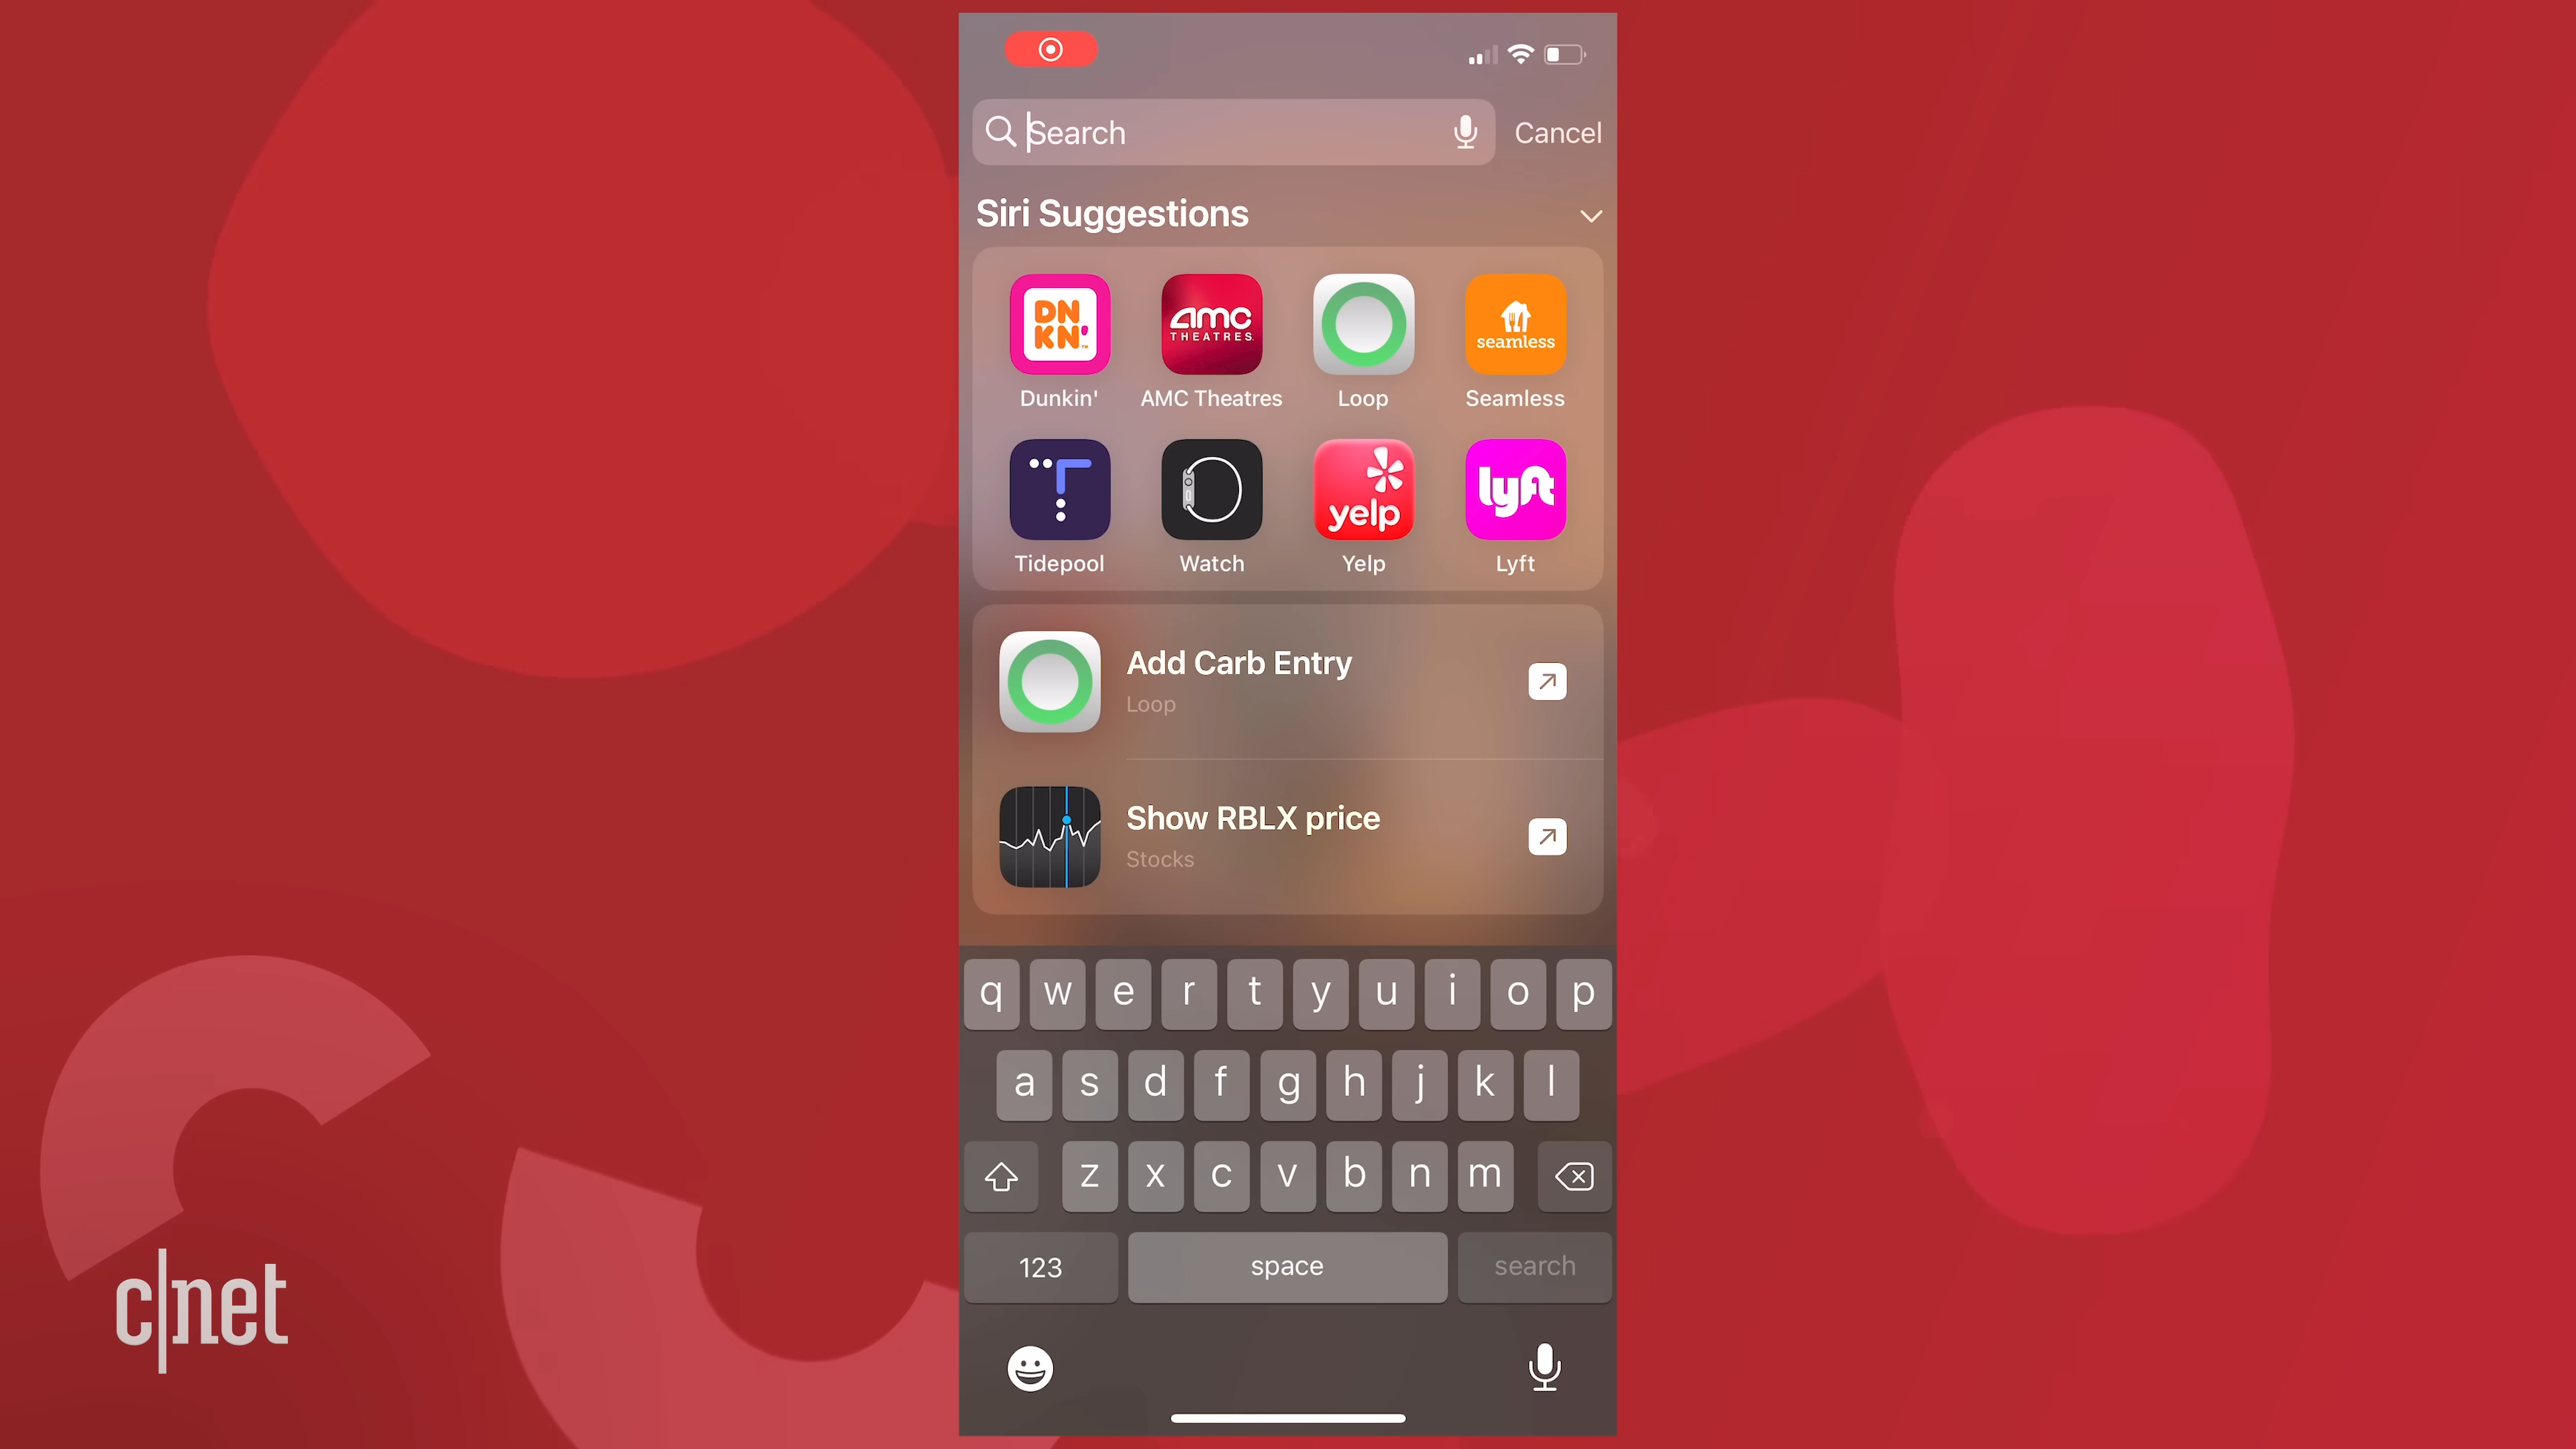 Search
Cancel
Siri Suggestions
DN
KN'
™
amc
THEATRES
seamless
Dunkin'
AMC Theatres
Loop
Seamless
yelp
lyft
Tidepool
Watch
Yelp
Lyft
Add Carb Entry
Loop
Show RBLX price
Stocks
q w e r t y u i o p
a s d f g h j k l
z x c v b n m
123
space
search
c|net